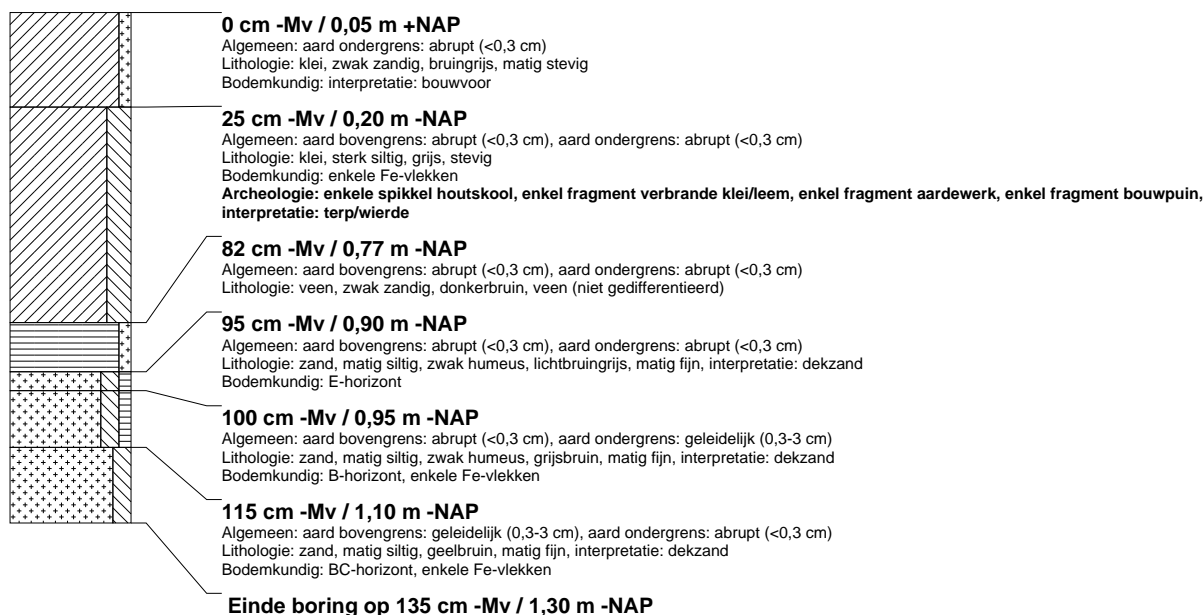 0 cm -Mv / 0,05 m +NAP
Algemeen: aard ondergrens: abrupt (<0,3 cm)
Lithologie: klei, zwak zandig, bruingrijs, matig stevig
Bodemkundig: interpretatie: bouwvoor
25 cm -Mv / 0,20 m -NAP
Algemeen: aard bovengrens: abrupt (<0,3 cm), aard ondergrens: abrupt (<0,3 cm)
Lithologie: klei, sterk siltig, grijs, stevig
Bodemkundig: enkele Fe-vlekken
Archeologie: enkele spikkel houtskool, enkel fragment verbrande klei/leem, enkel fragment aardewerk, enkel fragment bouwpuin,
interpretatie: terp/wierde
82 cm -Mv / 0,77 m -NAP
Algemeen: aard bovengrens: abrupt (<0,3 cm), aard ondergrens: abrupt (<0,3 cm)
Lithologie: veen, zwak zandig, donkerbruin, veen (niet gedifferentieerd)
95 cm -Mv / 0,90 m -NAP
Algemeen: aard bovengrens: abrupt (<0,3 cm), aard ondergrens: abrupt (<0,3 cm)
Lithologie: zand, matig siltig, zwak humeus, lichtbruingrijs, matig fijn, interpretatie: dekzand
Bodemkundig: E-horizont
100 cm -Mv / 0,95 m -NAP
Algemeen: aard bovengrens: abrupt (<0,3 cm), aard ondergrens: geleidelijk (0,3-3 cm)
Lithologie: zand, matig siltig, zwak humeus, grijsbruin, matig fijn, interpretatie: dekzand
Bodemkundig: B-horizont, enkele Fe-vlekken
115 cm -Mv / 1,10 m -NAP
Algemeen: aard bovengrens: geleidelijk (0,3-3 cm), aard ondergrens: abrupt (<0,3 cm)
Lithologie: zand, matig siltig, geelbruin, matig fijn, interpretatie: dekzand
Bodemkundig: BC-horizont, enkele Fe-vlekken
Einde boring op 135 cm -Mv / 1,30 m -NAP